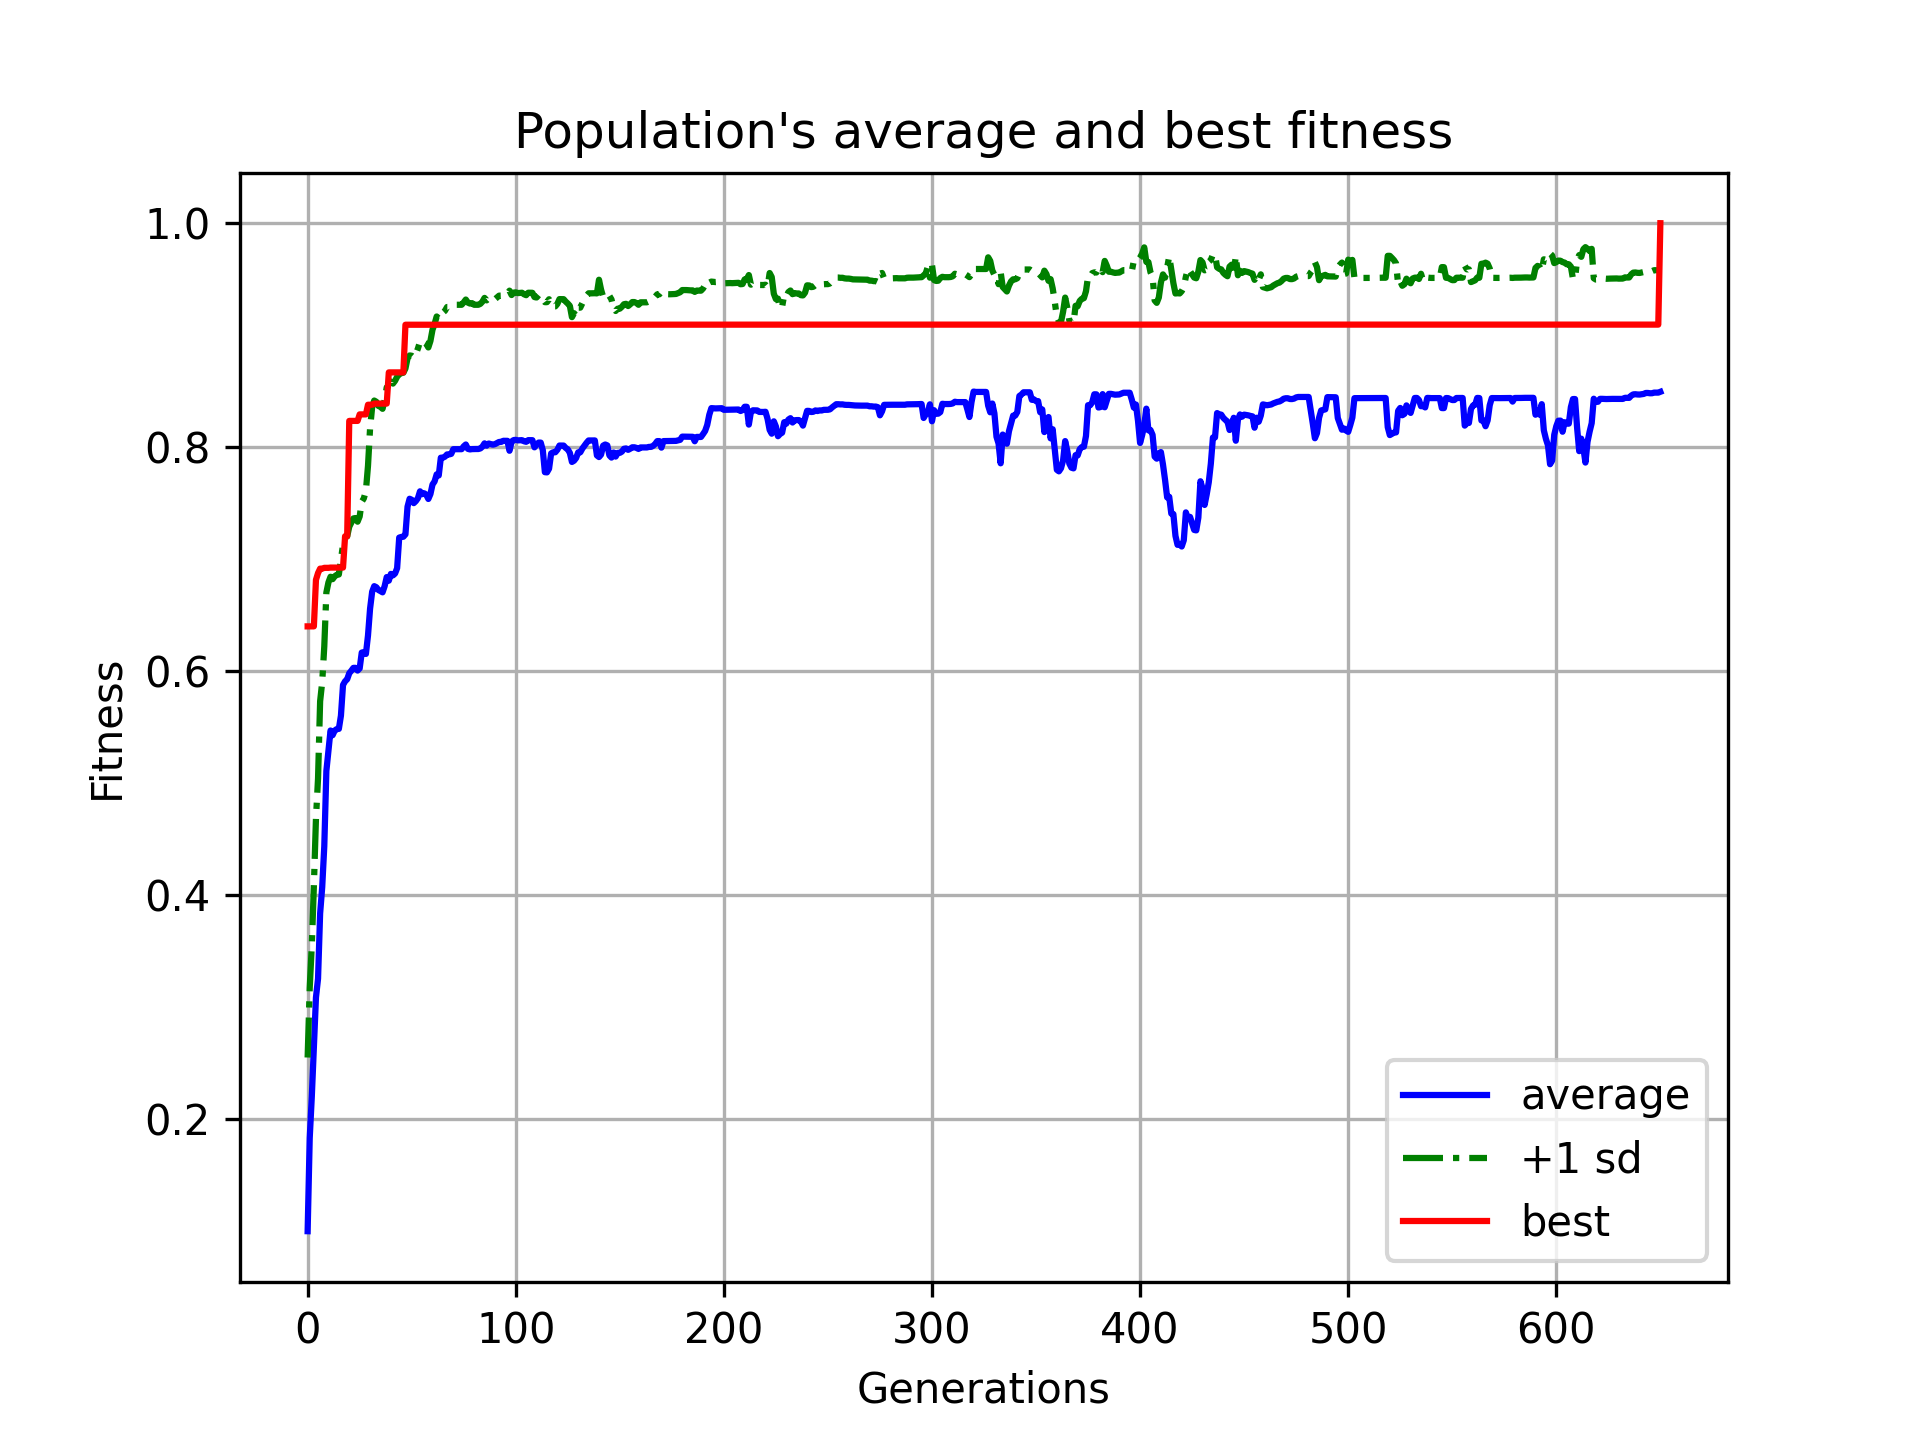 Population's average and best fitness
1.0
0.8
0.6
0.4
0.2
Fitness
0 100 200 300 400 500 600
Generations
average
+1 sd
best